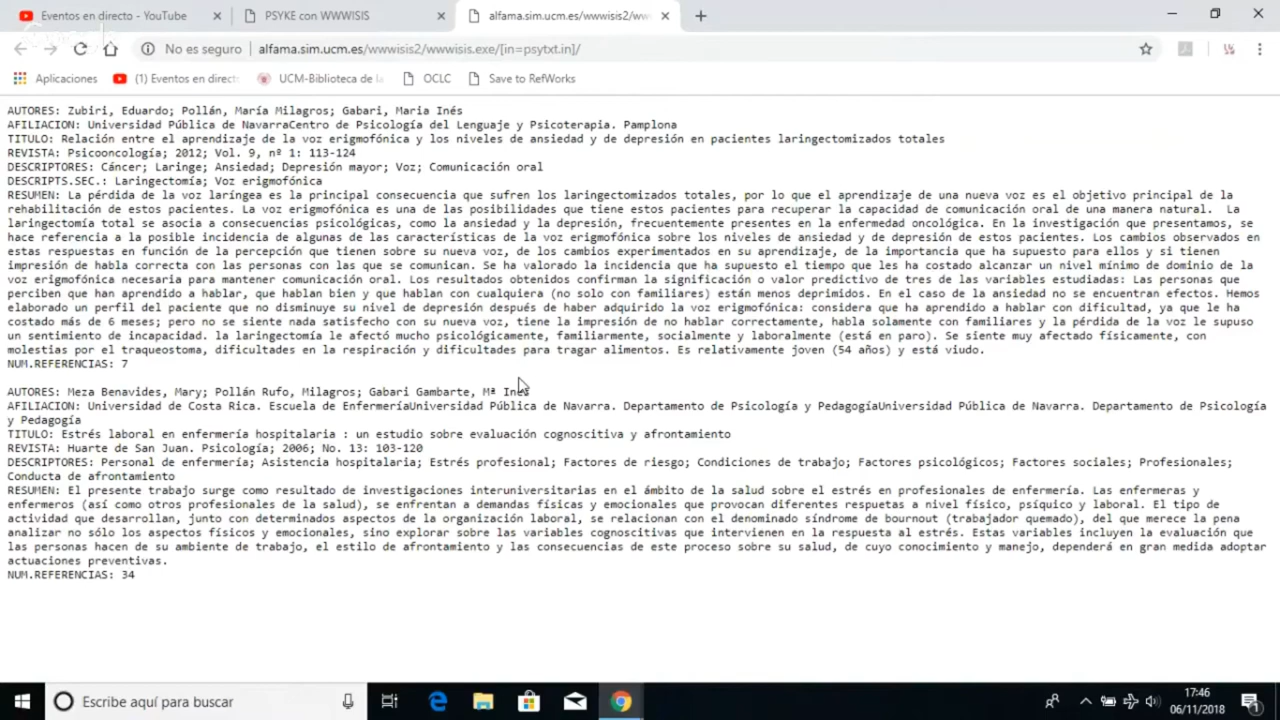 Eventos en directo - YouTube
PSYKE con WWWISIS
alfama.sim.ucm.es/wwwisis2/ww
No es seguro
alfama.sim.ucm.es/wwwisis2/wwwisis.exe/[in=psytxt.in]/
Aplicaciones
(1) Eventos en direct
UCM-Biblioteca de la
OCLC
Save to RefWorks
AUTORES: Zubiri, Eduardo; Pollán, María Milagros; Gabari, Maria Inés
AFILIACION: Universidad Pública de NavarraCentro de Psicología del Lenguaje y Psicoterapia. Pamplona
TITULO: Relación entre el aprendizaje de la voz erigmofónica y los niveles de ansiedad y de depresión en pacientes laringectomizados totales
REVISTA: Psicooncología; 2012; Vol. 9, nº 1: 113-124
DESCRIPTORES: Cáncer; Laringe; Ansiedad; Depresión mayor; Voz; Comunicación oral
DESCRIPTS.SEC.: Laringectomía; Voz erigmofónica
RESUMEN: La pérdida de la voz laríngea es la principal consecuencia que sufren los laringectomizados totales, por lo que el aprendizaje de una nueva voz es el objetivo principal de la
rehabilitación de estos pacientes. La voz erigmofónica es una de las posibilidades que tiene estos pacientes para recuperar la capacidad de comunicación oral de una manera natural. La
laringectomía total se asocia a consecuencias psicológicas, como la ansiedad y la depresión, frecuentemente presentes en la enfermedad oncológica. En la investigación que presentamos, se
hace referencia a la posible incidencia de algunas de las características de la voz erigmofónica sobre los niveles de ansiedad y de depresión de estos pacientes. Los cambios observados en
estas respuestas en función de la percepción que tienen sobre su nueva voz, de los cambios experimentados en su aprendizaje, de la importancia que ha supuesto para ellos y si tienen
impresión de habla correcta con las personas con las que se comunican. Se ha valorado la incidencia que ha supuesto el tiempo que les ha costado alcanzar un nivel mínimo de dominio de la
voz erigmofónica necesaria para mantener comunicación oral. Los resultados obtenidos confirman la significación o valor predictivo de tres de las variables estudiadas: Las personas que
perciben que han aprendido a hablar, que hablan bien y que hablan con cualquiera (no solo con familiares) están menos deprimidos. En el caso de la ansiedad no se encuentran efectos. Hemos
elaborado un perfil del paciente que no disminuye su nivel de depresión después de haber adquirido la voz erigmofónica: considera que ha aprendido a hablar con dificultad, ya que le ha
costado más de 6 meses; pero no se siente nada satisfecho con su nueva voz, tiene la impresión de no hablar correctamente, habla solamente con familiares y la pérdida de la voz le supuso
un sentimiento de incapacidad. la laringectomía le afectó mucho psicológicamente, familiarmente, socialmente y laboralmente (está en paro). Se siente muy afectado físicamente, con
molestias por el traqueostoma, dificultades en la respiración y dificultades para tragar alimentos. Es relativamente joven (54 años) y está viudo.
NUM.REFERENCIAS: 7
AUTORES: Meza Benavides, Mary; Pollán Rufo, Milagros; Gabari Gambarte, Mª Inés
AFILIACION: Universidad de Costa Rica. Escuela de EnfermeríaUniversidad Pública de Navarra. Departamento de Psicología y PedagogíaUniversidad Pública de Navarra. Departamento de Psicología
y Pedagogía
TITULO: Estrés laboral en enfermería hospitalaria : un estudio sobre evaluación cognoscitiva y afrontamiento
REVISTA: Huarte de San Juan. Psicología; 2006; No. 13: 103-120
DESCRIPTORES: Personal de enfermería; Asistencia hospitalaria; Estrés profesional; Factores de riesgo; Condiciones de trabajo; Factores psicológicos; Factores sociales; Profesionales;
Conducta de afrontamiento
RESUMEN: El presente trabajo surge como resultado de investigaciones interuniversitarias en el ámbito de la salud sobre el estrés en profesionales de enfermería. Las enfermeras y
enfermeros (así como otros profesionales de la salud), se enfrentan a demandas físicas y emocionales que provocan diferentes respuetas a nivel físico, psíquico y laboral. El tipo de
actividad que desarrollan, junto con determinados aspectos de la organización laboral, se relacionan con el denominado síndrome de bournout (trabajador quemado), del que merece la pena
analizar no sólo los aspectos físicos y emocionales, sino explorar sobre las variables cognoscitivas que intervienen en la respuesta al estrés. Estas variables incluyen la evaluación que
las personas hacen de su ambiente de trabajo, el estilo de afrontamiento y las consecuencias de este proceso sobre su salud, de cuyo conocimiento y manejo, dependerá en gran medida adoptar
actuaciones preventivas.
NUM.REFERENCIAS: 34
Escribe aquí para buscar
17:46
06/11/2018
1